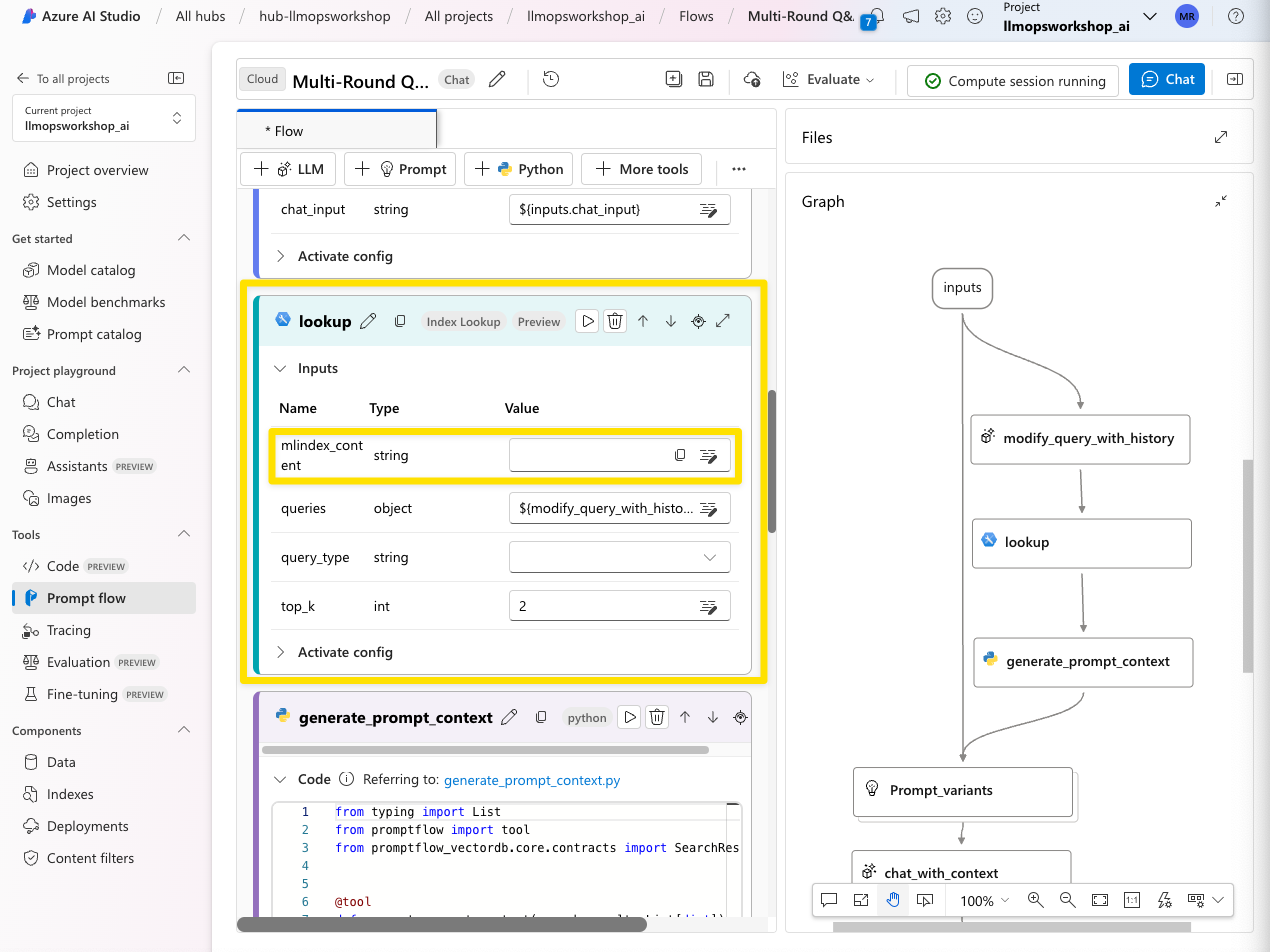 Azure AI Studio / All hubs / hub-llmopsworkshop / All projects / llmopsworkshop_ai / Flows / Multi-Round Q&.
7
Project
llmopsworkshop_ai
MR
To all projects
Current project
llmopsworkshop_ai
Project overview
Settings
Get started
Model catalog
Model benchmarks
Prompt catalog
Project playground
Chat
Completion
Assistants PREVIEW
Images
Tools
Code PREVIEW
Prompt flow
Tracing
Evaluation PREVIEW
Fine-tuning PREVIEW
Components
Data
Indexes
Deployments
Content filters
Cloud Multi-Round Q... Chat
Evaluate
Compute session running
Chat
* Flow
LLM
Prompt
Python
More tools
chat_input string ${inputs.chat_input}
Activate config
lookup Index Lookup Preview
Inputs
Name Type Value
mlindex_cont
ent
string
queries object ${modify_query_with_histo...
query_type string
top_k int 2
Activate config
generate_prompt_context python
Code Referring to: generate_prompt_context.py
1 from typing import List
2 from promptflow import tool
3 from promptflow_vectordb.core.contracts import SearchRes
4
5
6 @tool
Files
Graph
inputs
modify_query_with_history
lookup
generate_prompt_context
Prompt_variants
chat_with_context
100%
1:1